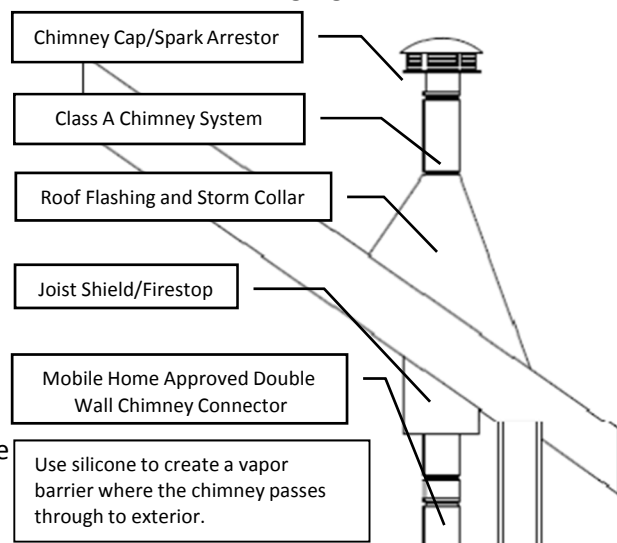 Chimney Cap/Spark Arrestor
Class A Chimney System
Roof Flashing and Storm Collar
Joist Shield/Firestop
Mobile Home Approved Double
Wall Chimney Connector
e
Use silicone to create a vapor
barrier where the chimney passes
through to exterior.